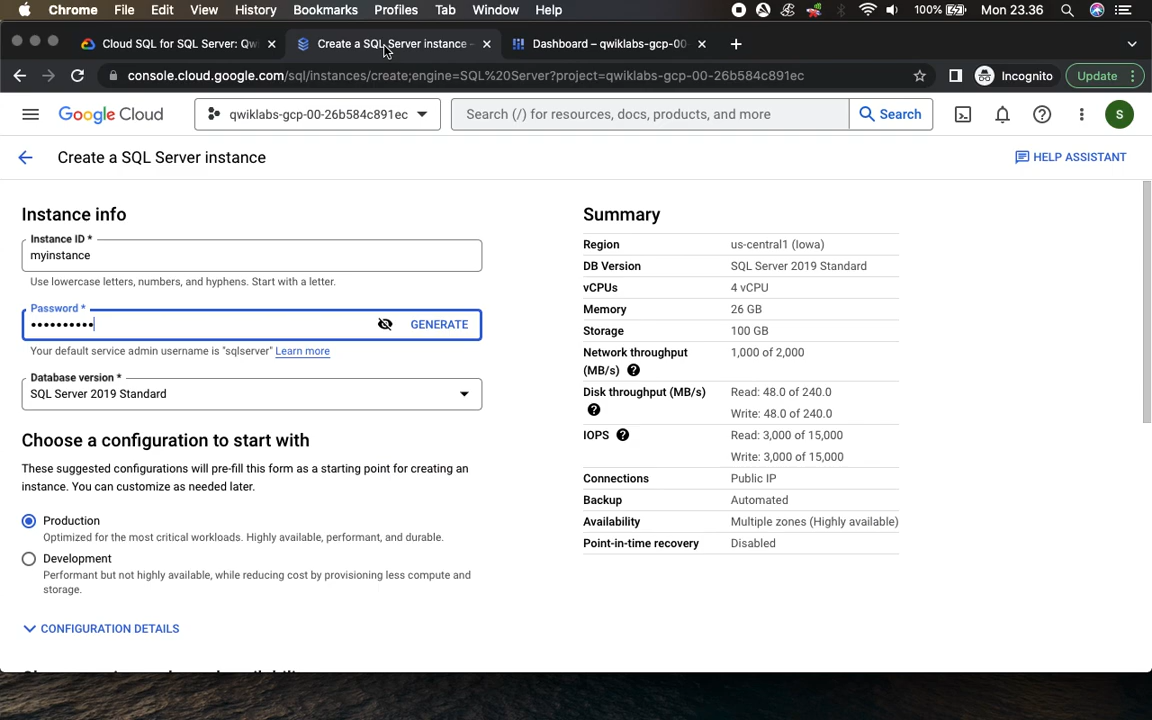 Chrome File Edit View History Bookmarks Profiles Tab Window Help 100% Mon 23.36
Cloud SQL for SQL Server: Qw
Create a SQL Server instance
Dashboard – qwiklabs-gcp-00
console.cloud.google.com/sql/instances/create;engine=SQL%20Server?project=qwiklabs-gcp-00-26b584c891ec
Incognito
Update
Google Cloud
qwiklabs-gcp-00-26b584c891ec
Search (/) for resources, docs, products, and more
Search
S
Create a SQL Server instance
HELP ASSISTANT
Instance info
Instance ID *
myinstance
Use lowercase letters, numbers, and hyphens. Start with a letter.
Password *
••••••••••
GENERATE
Your default service admin username is "sqlserver" Learn more
Database version *
SQL Server 2019 Standard
Choose a configuration to start with
These suggested configurations will pre-fill this form as a starting point for creating an
instance. You can customize as needed later.
Production
Optimized for the most critical workloads. Highly available, performant, and durable.
Development
Performant but not highly available, while reducing cost by provisioning less compute and
storage.
CONFIGURATION DETAILS
Summary
Region us-central1 (Iowa)
DB Version SQL Server 2019 Standard
vCPUs 4 vCPU
Memory 26 GB
Storage 100 GB
Network throughput 1,000 of 2,000
(MB/s)
Disk throughput (MB/s) Read: 48.0 of 240.0
Write: 48.0 of 240.0
IOPS Read: 3,000 of 15,000
Write: 3,000 of 15,000
Connections Public IP
Backup Automated
Availability Multiple zones (Highly available)
Point-in-time recovery Disabled